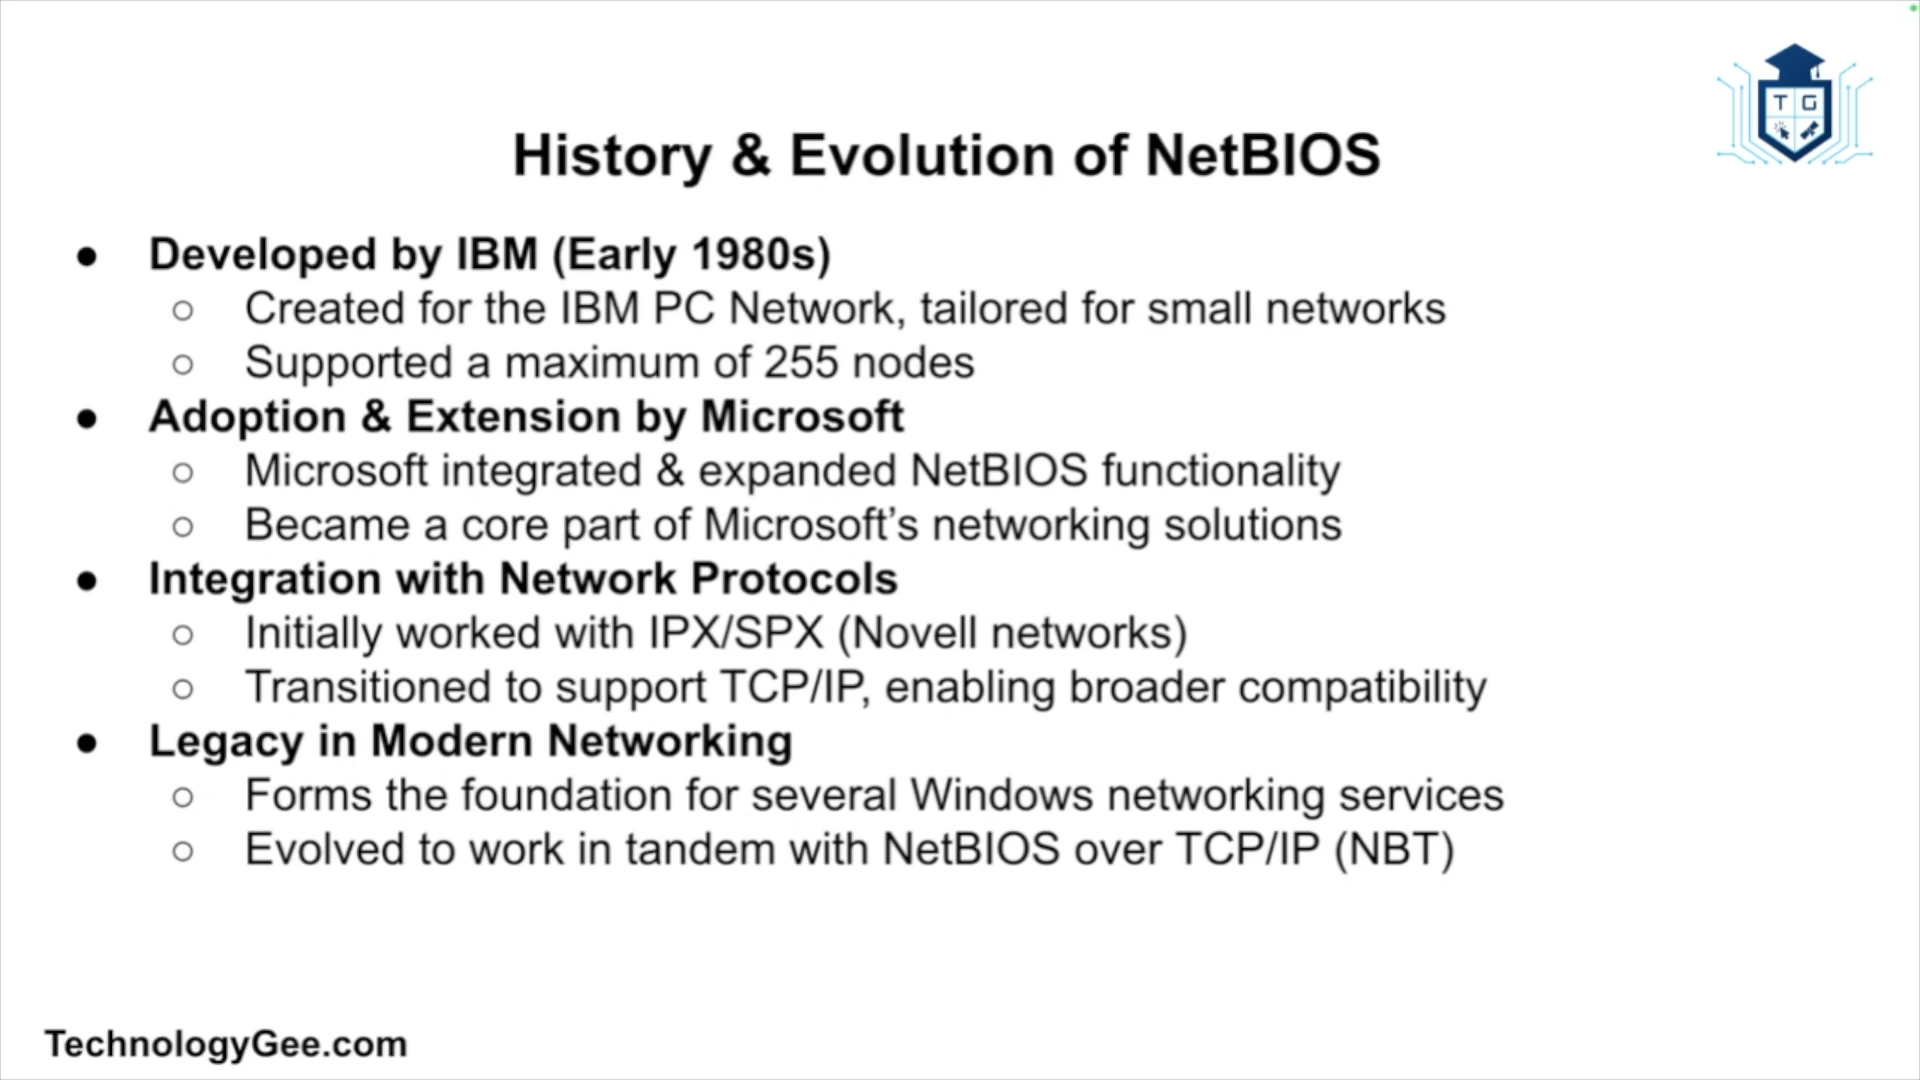 T G
History & Evolution of NetBIOS
● Developed by IBM (Early 1980s)
○ Created for the IBM PC Network, tailored for small networks
○ Supported a maximum of 255 nodes
● Adoption & Extension by Microsoft
○ Microsoft integrated & expanded NetBIOS functionality
○ Became a core part of Microsoft’s networking solutions
● Integration with Network Protocols
○ Initially worked with IPX/SPX (Novell networks)
○ Transitioned to support TCP/IP, enabling broader compatibility
● Legacy in Modern Networking
○ Forms the foundation for several Windows networking services
○ Evolved to work in tandem with NetBIOS over TCP/IP (NBT)
TechnologyGee.com